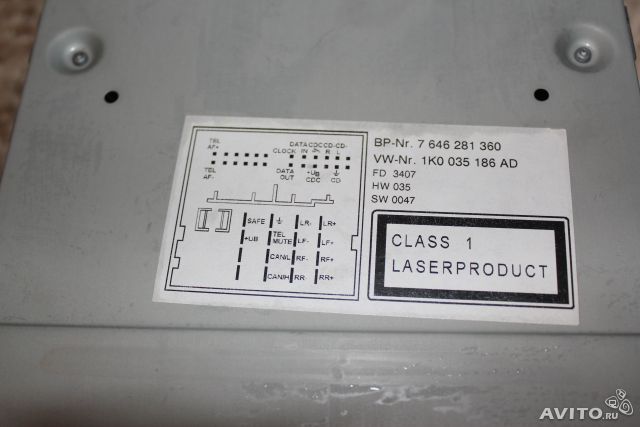 TEL
AF+
DATA CDC CD- CD-
CLOCK IN R L
TEL
AF-
DATA
OUT
+UB
CDC
CD
SAFE LR- LR+
+UB TEL
MUTE LF- LF+
CAN/L RF- RF+
CAN/H RR- RR+
BP-Nr. 7 646 281 360
VW-Nr. 1K0 035 186 AD
FD 3407
HW 035
SW 0047
CLASS 1
LASERPRODUCT
AVITO.ru